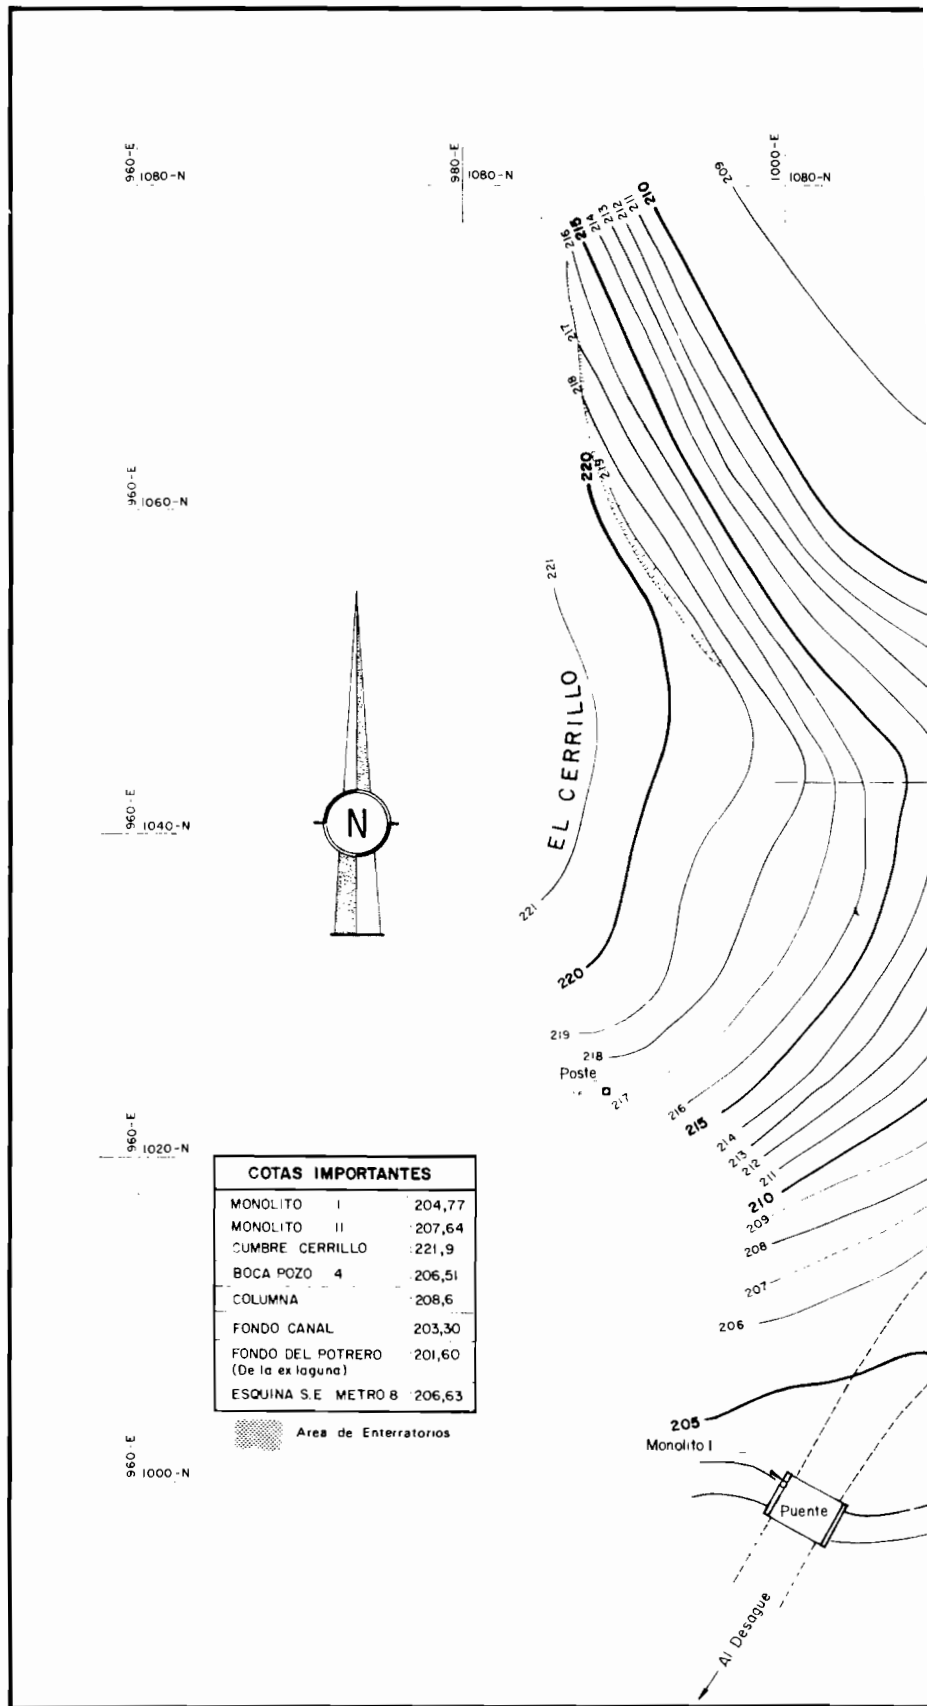 960-E
1080-N
980-E
1080-N
1000-E
1080-N
209
216
215
214
213
212
211
210
217
218
960-E
1060-N
220
219
221
EL CERRILLO
N
960-E
1040-N
221
220
219
218
Poste
217
216
215
214
213
212
211
210
209
208
207
206
960-E
1020-N
COTAS IMPORTANTES
MONOLITO I 204,77
MONOLITO II 207,64
CUMBRE CERRILLO 221,9
BOCA POZO 4 206,51
COLUMNA 208,6
FONDO CANAL 203,30
FONDO DEL POTRERO 201,60
(De la ex laguna)
ESQUINA S.E METRO 8 206,63
Area de Enterratorios
205
Monolito I
960-E
1000-N
Puente
Al Desague